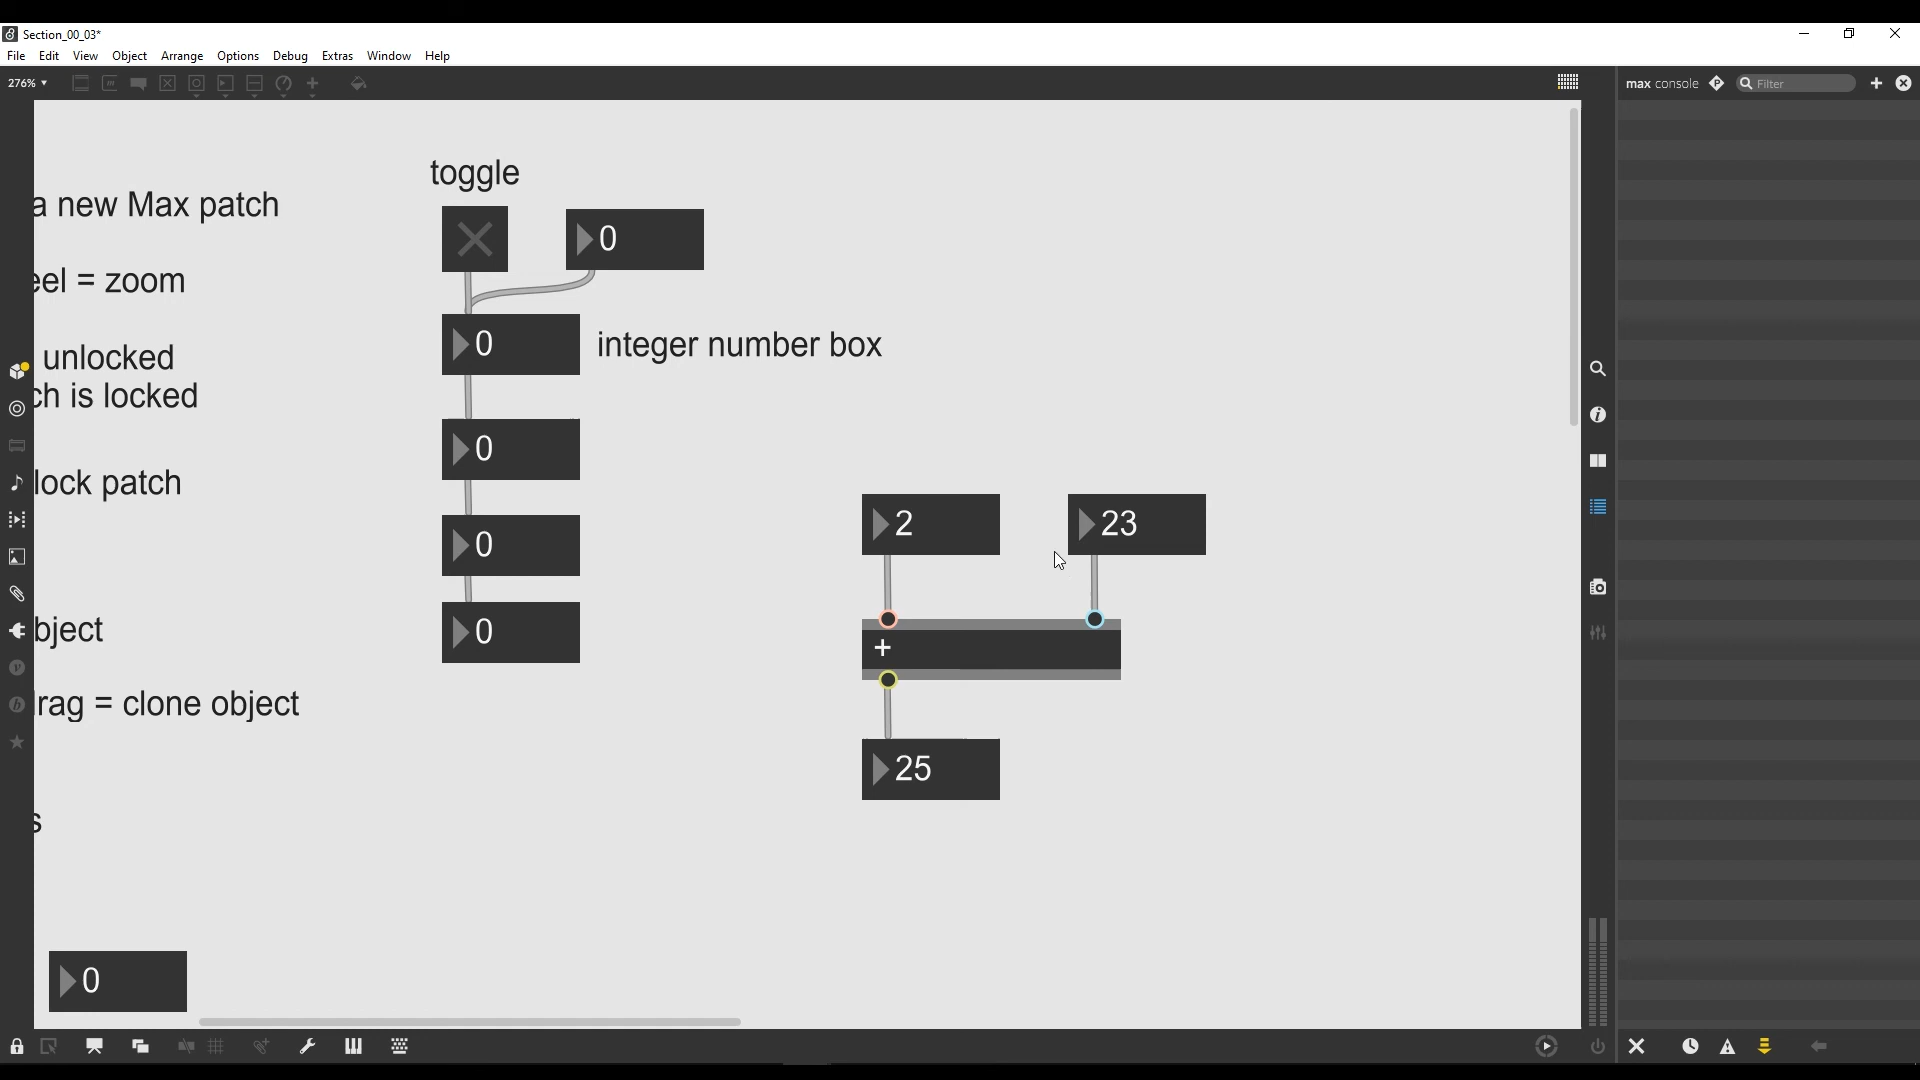 Section_00_03*
File Edit View Object Arrange Options Debug Extras Window Help
276%
max console
Filter
toggle
a new Max patch
0
eel = zoom
0
integer number box
unlocked
ch is locked
0
lock patch
2
23
0
bject
0
+
rag = clone object
25
s
0